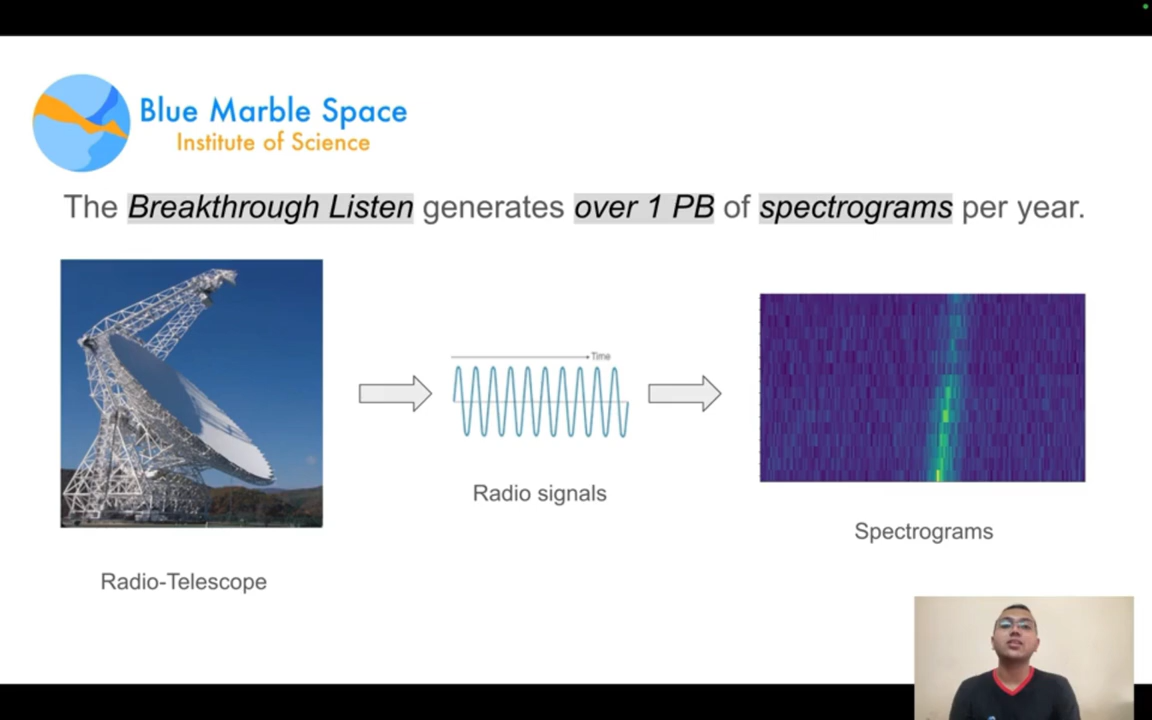 Blue Marble Space
Institute of Science
The Breakthrough Listen generates over 1 PB of spectrograms per year.
Time
Radio signals
Spectrograms
Radio-Telescope